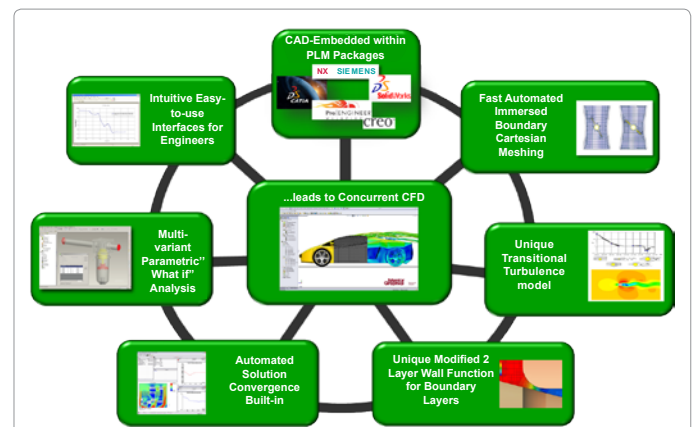 CAD-Embedded within
PLM Packages
NX SIEMENS
CATIA
SolidWorks
Pro/ENGINEER
creo
Intuitive Easy-
to-use
Interfaces for
Engineers
Fast Automated
Immersed
Boundary
Cartesian
Meshing
...leads to Concurrent CFD
Multi-
variant
Parametric"
What if"
Analysis
Unique
Transitional
Turbulence
model
Automated
Solution
Convergence
Built-in
Unique Modified 2
Layer Wall Function
for Boundary
Layers